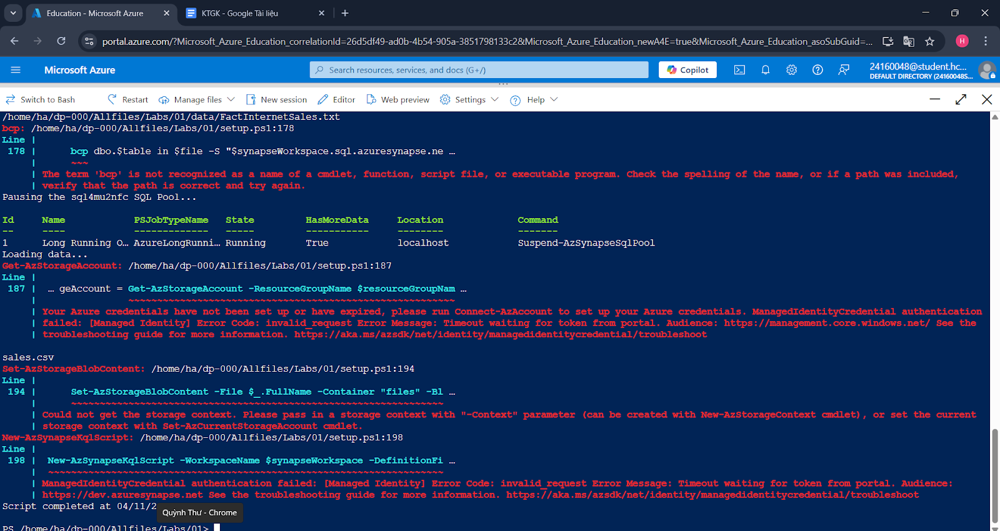 Education - Microsoft Azure
KTGK - Google Tài liệu
portal.azure.com/?Microsoft_Azure_Education_correlationId=26d5df49-ad0b-4b54-905a-3851798133c2&Microsoft_Azure_Education_newA4E=true&Microsoft_Azure_Education_asoSubGuid=...
H
Microsoft Azure
Search resources, services, and docs (G+/)
Copilot
24160048@student.hc...
DEFAULT DIRECTORY (24160048S...
Switch to Bash
Restart
Manage files
New session
Editor
Web preview
Settings
Help
/home/ha/dp-000/Allfiles/Labs/01/data/FactInternetSales.txt
bcp: /home/ha/dp-000/Allfiles/Labs/01/setup.ps1:178
Line |
178 | bcp dbo.$table in $file -S "$synapseWorkspace.sql.azuresynapse.ne …
| ~~~
| The term 'bcp' is not recognized as a name of a cmdlet, function, script file, or executable program. Check the spelling of the name, or if a path was included,
| verify that the path is correct and try again.
Pausing the sql4mu2nfc SQL Pool...
Id Name PSJobTypeName State HasMoreData Location Command
-- ---- ------------- ----- ----------- -------- -------
1 Long Running O… AzureLongRunni… Running True localhost Suspend-AzSynapseSqlPool
Loading data...
Get-AzStorageAccount: /home/ha/dp-000/Allfiles/Labs/01/setup.ps1:187
Line |
187 | … geAccount = Get-AzStorageAccount -ResourceGroupName $resourceGroupNam …
| ~~~~~~~~~~~~~~~~~~~~~~~~~~~~~~~~~~~~~~~~~~~~~~~~~~~~~~~~~
| Your Azure credentials have not been set up or have expired, please run Connect-AzAccount to set up your Azure credentials. ManagedIdentityCredential authentication
| failed: [Managed Identity] Error Code: invalid_request Error Message: Timeout waiting for token from portal. Audience: https://management.core.windows.net/ See the
| troubleshooting guide for more information. https://aka.ms/azsdk/net/identity/managedidentitycredential/troubleshoot
sales.csv
Set-AzStorageBlobContent: /home/ha/dp-000/Allfiles/Labs/01/setup.ps1:194
Line |
194 | Set-AzStorageBlobContent -File $_.FullName -Container "files" -Bl …
| ~~~~~~~~~~~~~~~~~~~~~~~~~~~~~~~~~~~~~~~~~~~~~~~~~~~~~~~~~~~~~~~~~
| Could not get the storage context. Please pass in a storage context with "-Context" parameter (can be created with New-AzStorageContext cmdlet), or set the current
| storage context with Set-AzCurrentStorageAccount cmdlet.
New-AzSynapseKqlScript: /home/ha/dp-000/Allfiles/Labs/01/setup.ps1:198
Line |
198 | New-AzSynapseKqlScript -WorkspaceName $synapseWorkspace -DefinitionFi …
| ~~~~~~~~~~~~~~~~~~~~~~~~~~~~~~~~~~~~~~~~~~~~~~~~~~~~~~~~~~~~~~~~~~~~~
| ManagedIdentityCredential authentication failed: [Managed Identity] Error Code: invalid_request Error Message: Timeout waiting for token from portal. Audience:
| https://dev.azuresynapse.net See the troubleshooting guide for more information. https://aka.ms/azsdk/net/identity/managedidentitycredential/troubleshoot
Script completed at 04/11/2
Quỳnh Thư - Chrome
PS /home/ha/dp-000/Allfiles/Labs/01>